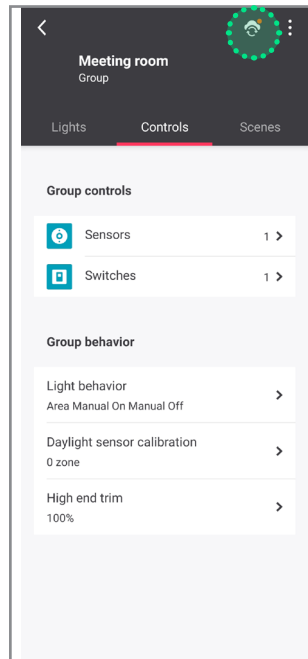 Meeting room
Group
Lights Controls Scenes
Group controls
Sensors 1
Switches 1
Group behavior
Light behavior
Area Manual On Manual Off
Daylight sensor calibration
0 zone
High end trim
100%